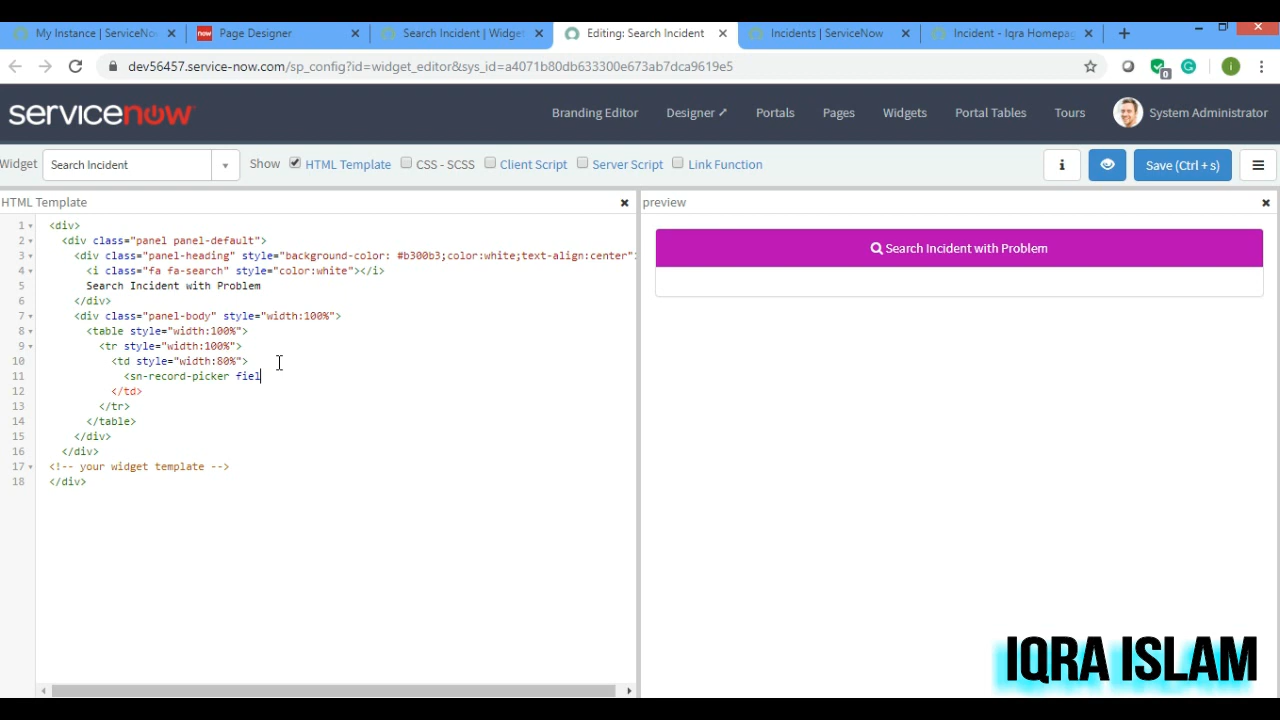 My Instance | ServiceNo
Page Designer
Search Incident | Widget
Editing: Search Incident
Incidents | ServiceNow
Incident - Iqra Homepag
dev56457.service-now.com/sp_config?id=widget_editor&sys_id=a4071b80db633300e673ab7dca9619e5
0
i
servicenow
Branding Editor
Designer
Portals
Pages
Widgets
Portal Tables
Tours
System Administrator
Widget
Search Incident
Show
HTML Template
CSS - SCSS
Client Script
Server Script
Link Function
i
Save (Ctrl + s)
HTML Template
preview
1 <div>
2 <div class="panel panel-default">
3 <div class="panel-heading" style="background-color: #b300b3;color:white;text-align:center"
4 <i class="fa fa-search" style="color:white"></i>
5 Search Incident with Problem
6 </div>
7 <div class="panel-body" style="width:100%">
8 <table style="width:100%">
9 <tr style="width:100%">
10 <td style="width:80%">
11 <sn-record-picker fiel
12 </td>
13 </tr>
14 </table>
15 </div>
16 </div>
17 <!-- your widget template -->
18 </div>
Search Incident with Problem
IQRA ISLAM